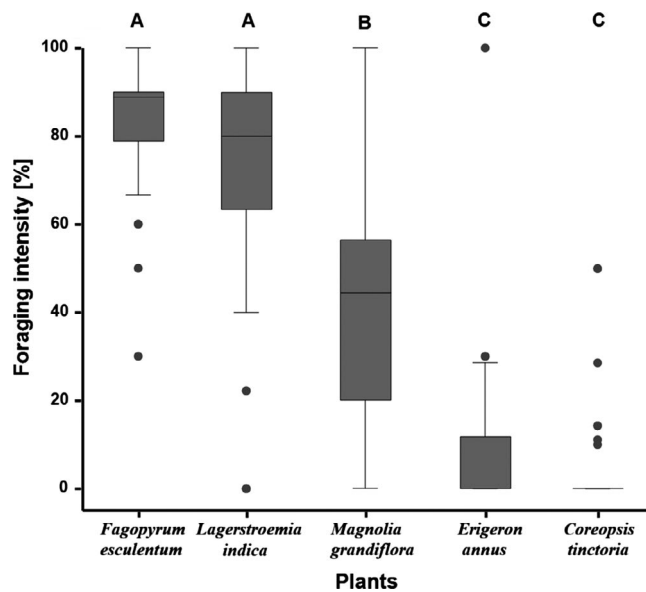 A A B C C
100
80
60
40
20
0
Foraging intensity [%]
Fagopyrum Lagerstroemia Magnolia Erigeron Coreopsis
esculentum indica grandiflora annus tinctoria
Plants